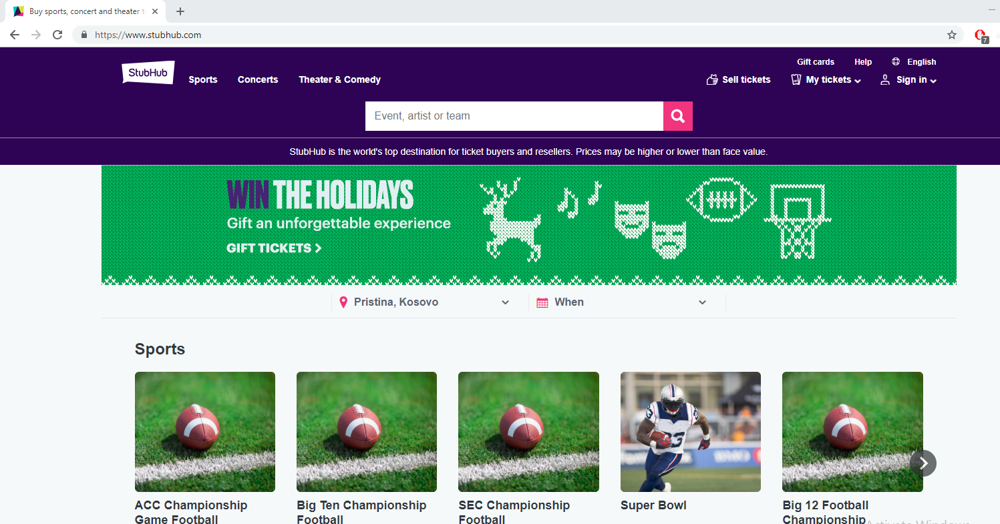 Buy sports, concert and theater t
https://www.stubhub.com
7
Gift cards Help English
StubHub Sports Concerts Theater & Comedy Sell tickets My tickets Sign in
Event, artist or team
StubHub is the world's top destination for ticket buyers and resellers. Prices may be higher or lower than face value.
WIN THE HOLIDAYS
Gift an unforgettable experience
GIFT TICKETS >
Pristina, Kosovo When
Sports
33
ACC Championship
Game Football
Big Ten Championship
Football
SEC Championship
Football
Super Bowl
Big 12 Football
Championship
Activate Windows